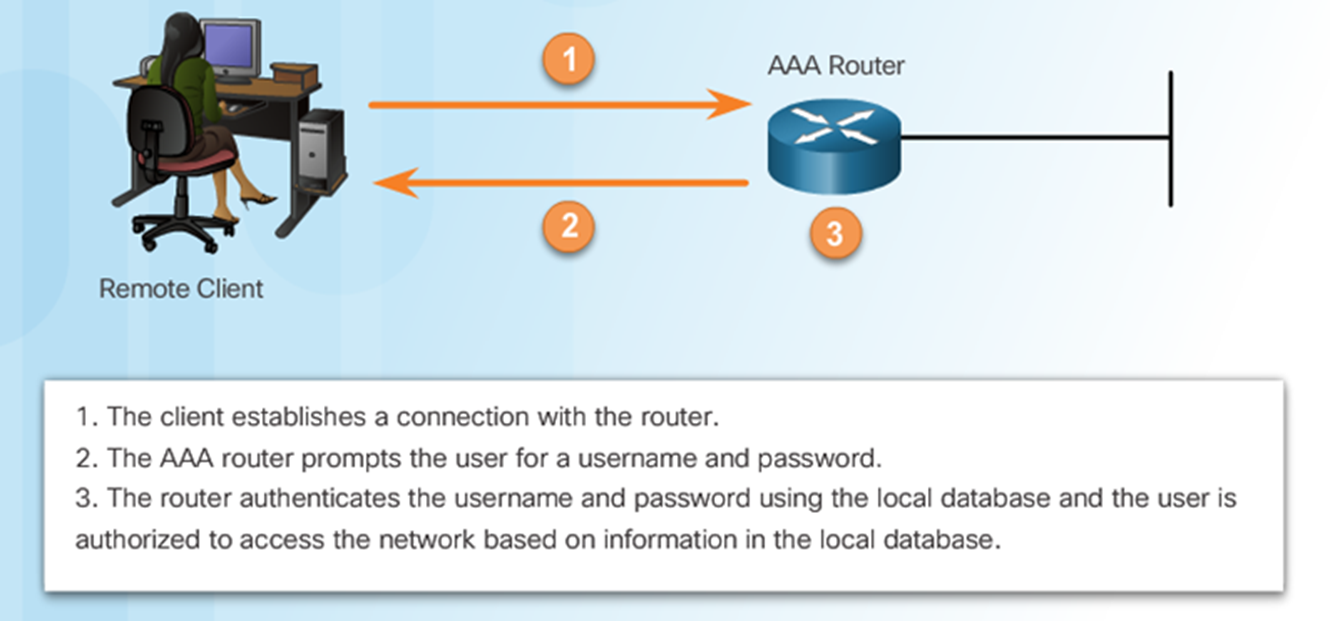 1
AAA Router
2
3
Remote Client
1. The client establishes a connection with the router.
2. The AAA router prompts the user for a username and password.
3. The router authenticates the username and password using the local database and the user is
authorized to access the network based on information in the local database.